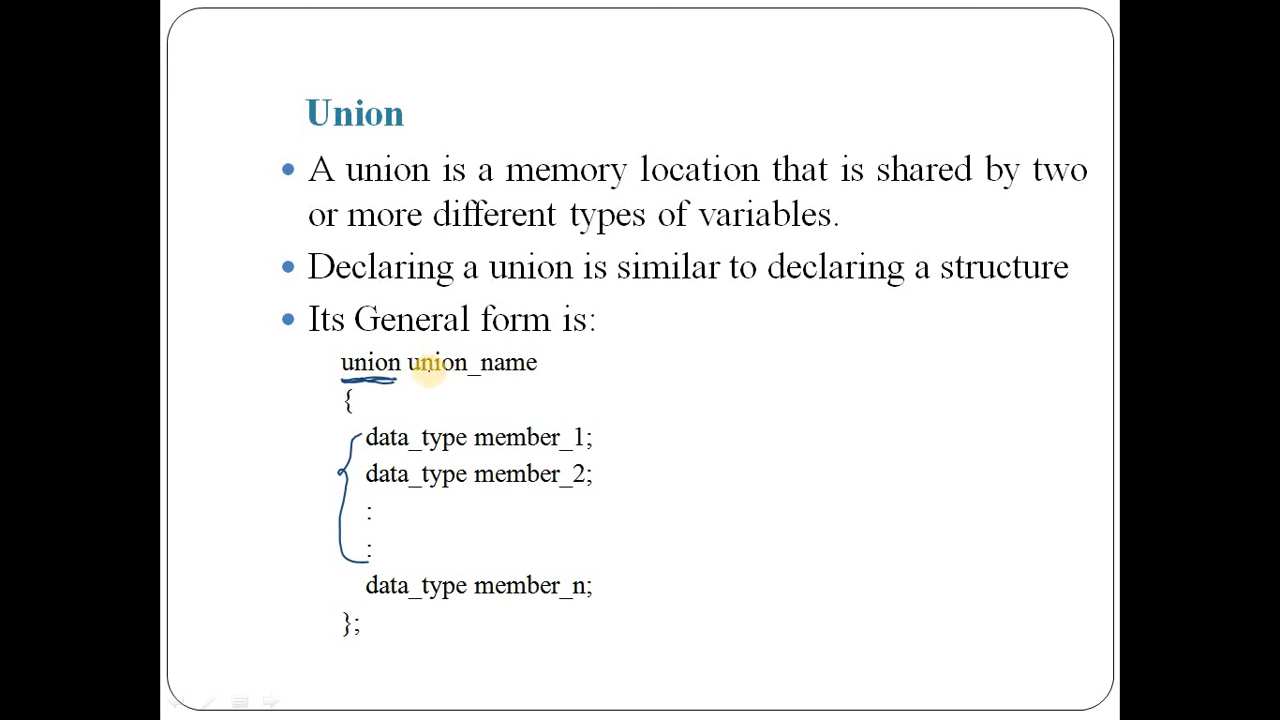 Union
A union is a memory location that is shared by two
or more different types of variables.
Declaring a union is similar to declaring a structure
Its General form is:
union union_name
{
data_type member_1;
data_type member_2;
:
:
data_type member_n;
};